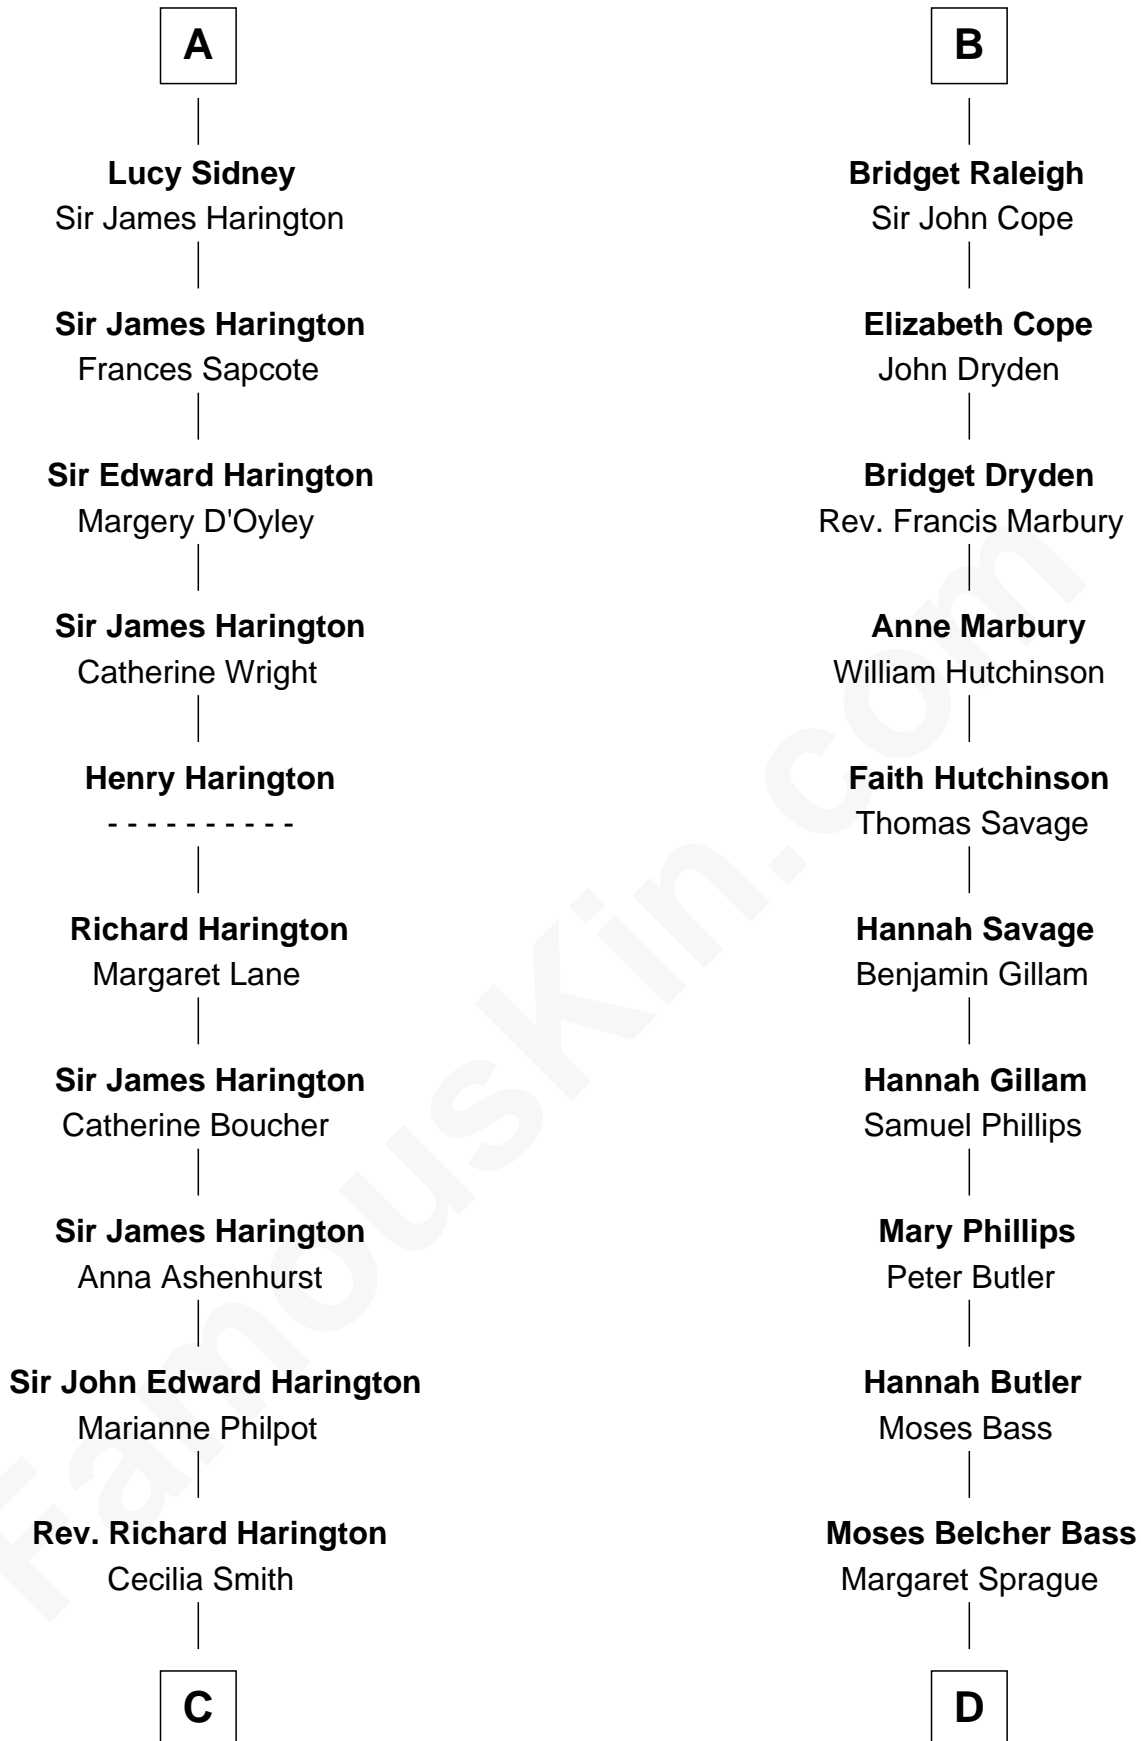 A
Lucy Sidney
Sir James Harington
Sir James Harington
Frances Sapcote
Sir Edward Harington
Margery D'Oyley
Sir James Harington
Catherine Wright
Henry Harington
- - - - - - - - - -
Richard Harington
Margaret Lane
Sir James Harington
Catherine Boucher
Sir James Harington
Anna Ashenhurst
Sir John Edward Harington
Marianne Philpot
Rev. Richard Harington
Cecilia Smith
C
B
Bridget Raleigh
Sir John Cope
Elizabeth Cope
John Dryden
Bridget Dryden
Rev. Francis Marbury
Anne Marbury
William Hutchinson
Faith Hutchinson
Thomas Savage
Hannah Savage
Benjamin Gillam
Hannah Gillam
Samuel Phillips
Mary Phillips
Peter Butler
Hannah Butler
Moses Bass
Moses Belcher Bass
Margaret Sprague
D
FamousKin.com